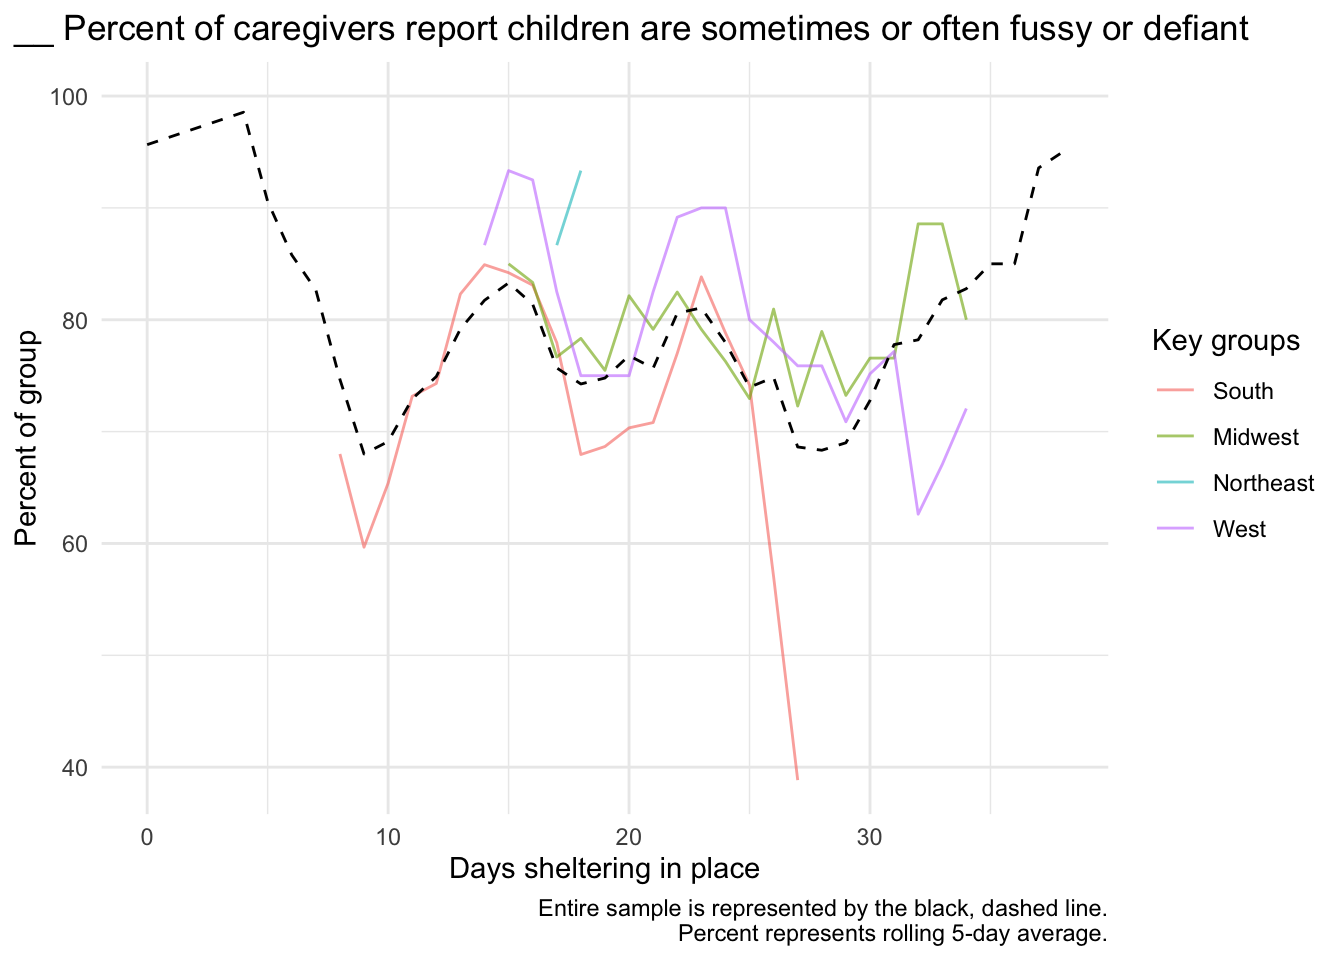 __ Percent of caregivers report children are sometimes or often fussy or defiant
100
80
60
40
Percent of group
0 10 20 30
Days sheltering in place
Key groups
South
Midwest
Northeast
West
Entire sample is represented by the black, dashed line.
Percent represents rolling 5-day average.